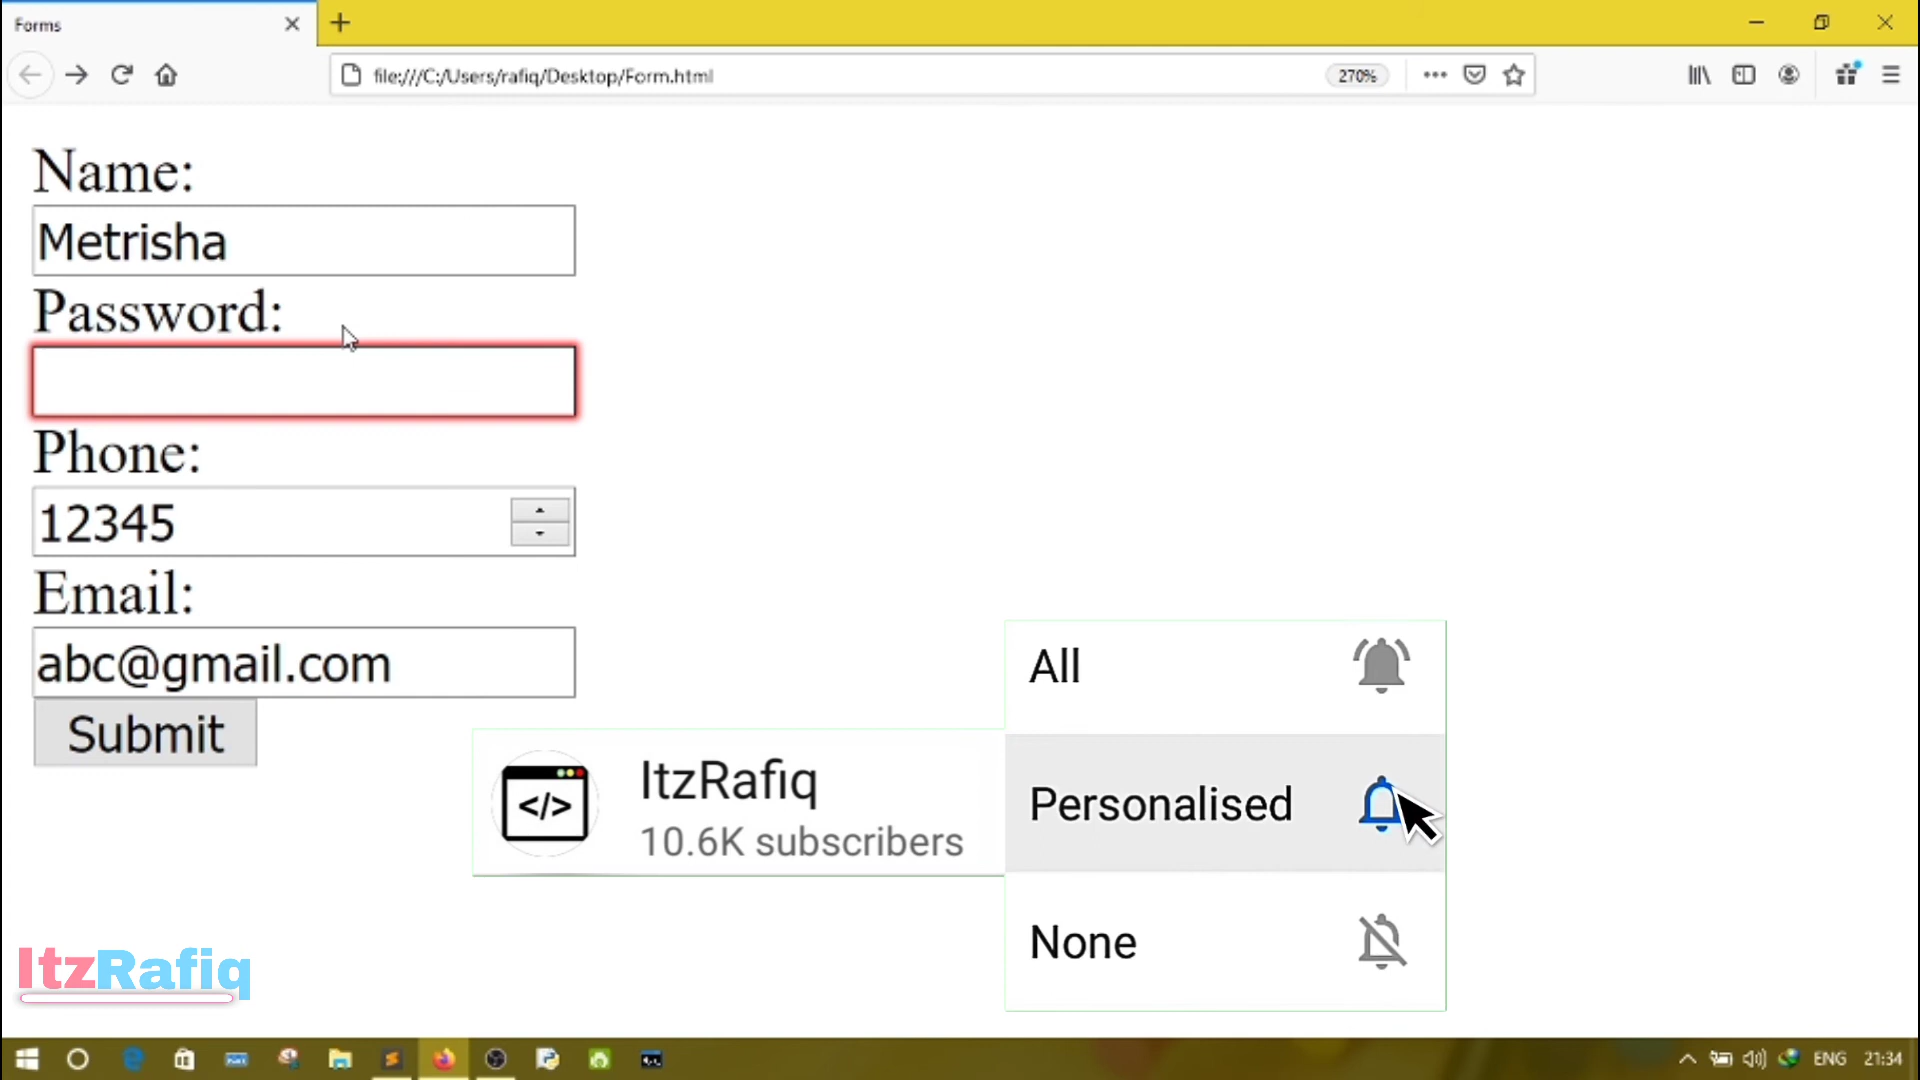 Forms
file:///C:/Users/rafiq/Desktop/Form.html
270%
Name:
Metrisha
Password:
Phone:
12345
Email:
abc@gmail.com
Submit
All
ItzRafiq
10.6K subscribers
Personalised
None
</>
ItzRafiq
ENG
21:34